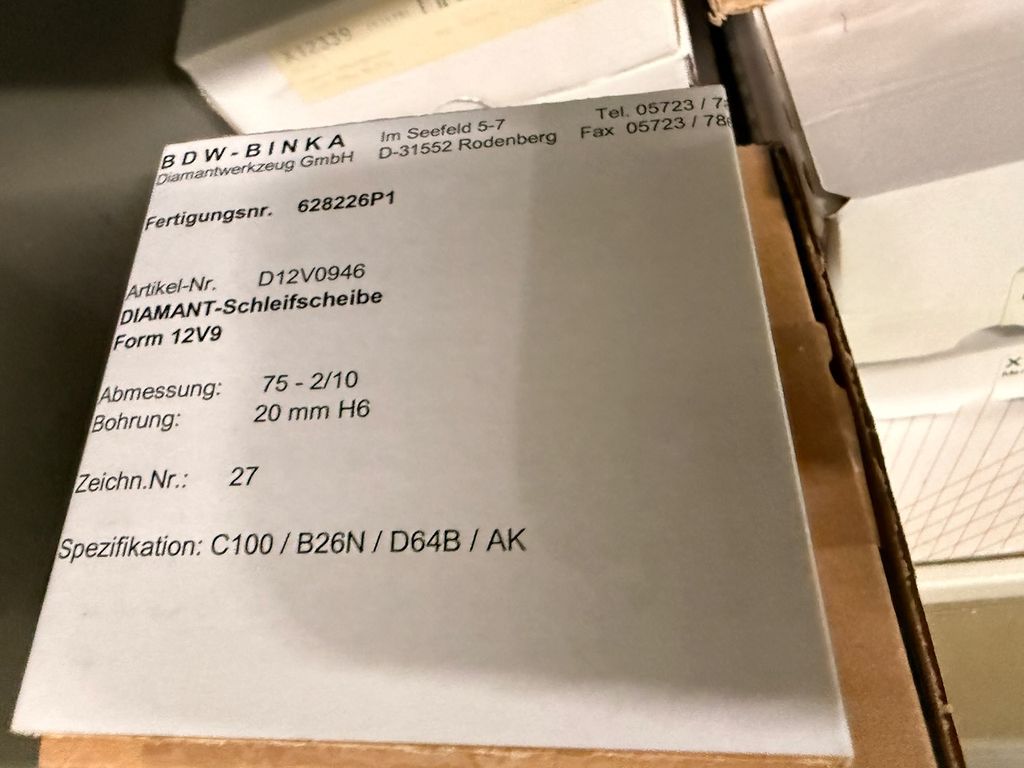 X12339
BDW-BINKA
Diamantwerkzeug GmbH
Im Seefeld 5-7
D-31552 Rodenberg
Tel. 05723 /
Fax 05723 /
Fertigungsnr. 628226P1
Artikel-Nr. D12V0946
DIAMANT-Schleifscheibe
Form 12V9
Abmessung: 75 - 2/10
Bohrung: 20 mm H6
Zeichn.Nr.: 27
Spezifikation: C100 / B26N / D64B / AK